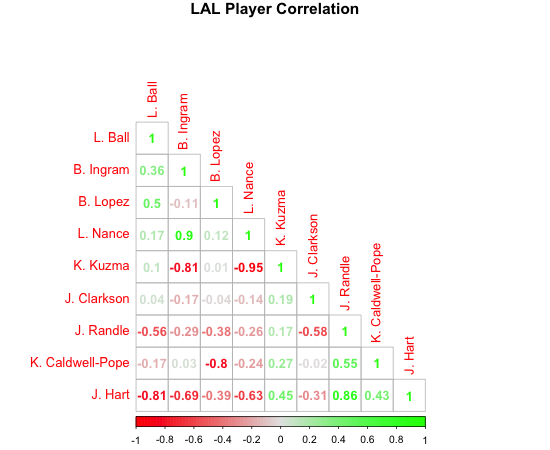 LAL Player Correlation
L. Ball
B. Ingram
B. Lopez
L. Nance
K. Kuzma
J. Clarkson
J. Randle
K. Caldwell-Pope
J. Hart
L. Ball 1
B. Ingram 0.36 1
B. Lopez 0.5 -0.11 1
L. Nance 0.17 0.9 0.12 1
K. Kuzma 0.1 -0.81 0.01 -0.95 1
J. Clarkson 0.04 -0.17 -0.04 -0.14 0.19 1
J. Randle -0.56 -0.29 -0.38 -0.26 0.17 -0.58 1
K. Caldwell-Pope -0.17 0.03 -0.8 -0.24 0.27 -0.02 0.55 1
J. Hart -0.81 -0.69 -0.39 -0.63 0.45 -0.31 0.86 0.43 1
-1 -0.8 -0.6 -0.4 -0.2 0 0.2 0.4 0.6 0.8 1